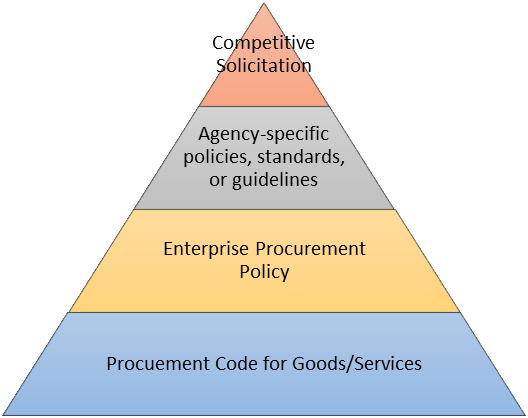 Competitive
Solicitation
Agency-specific
policies, standards,
or guidelines
Enterprise Procurement
Policy
Procuement Code for Goods/Services